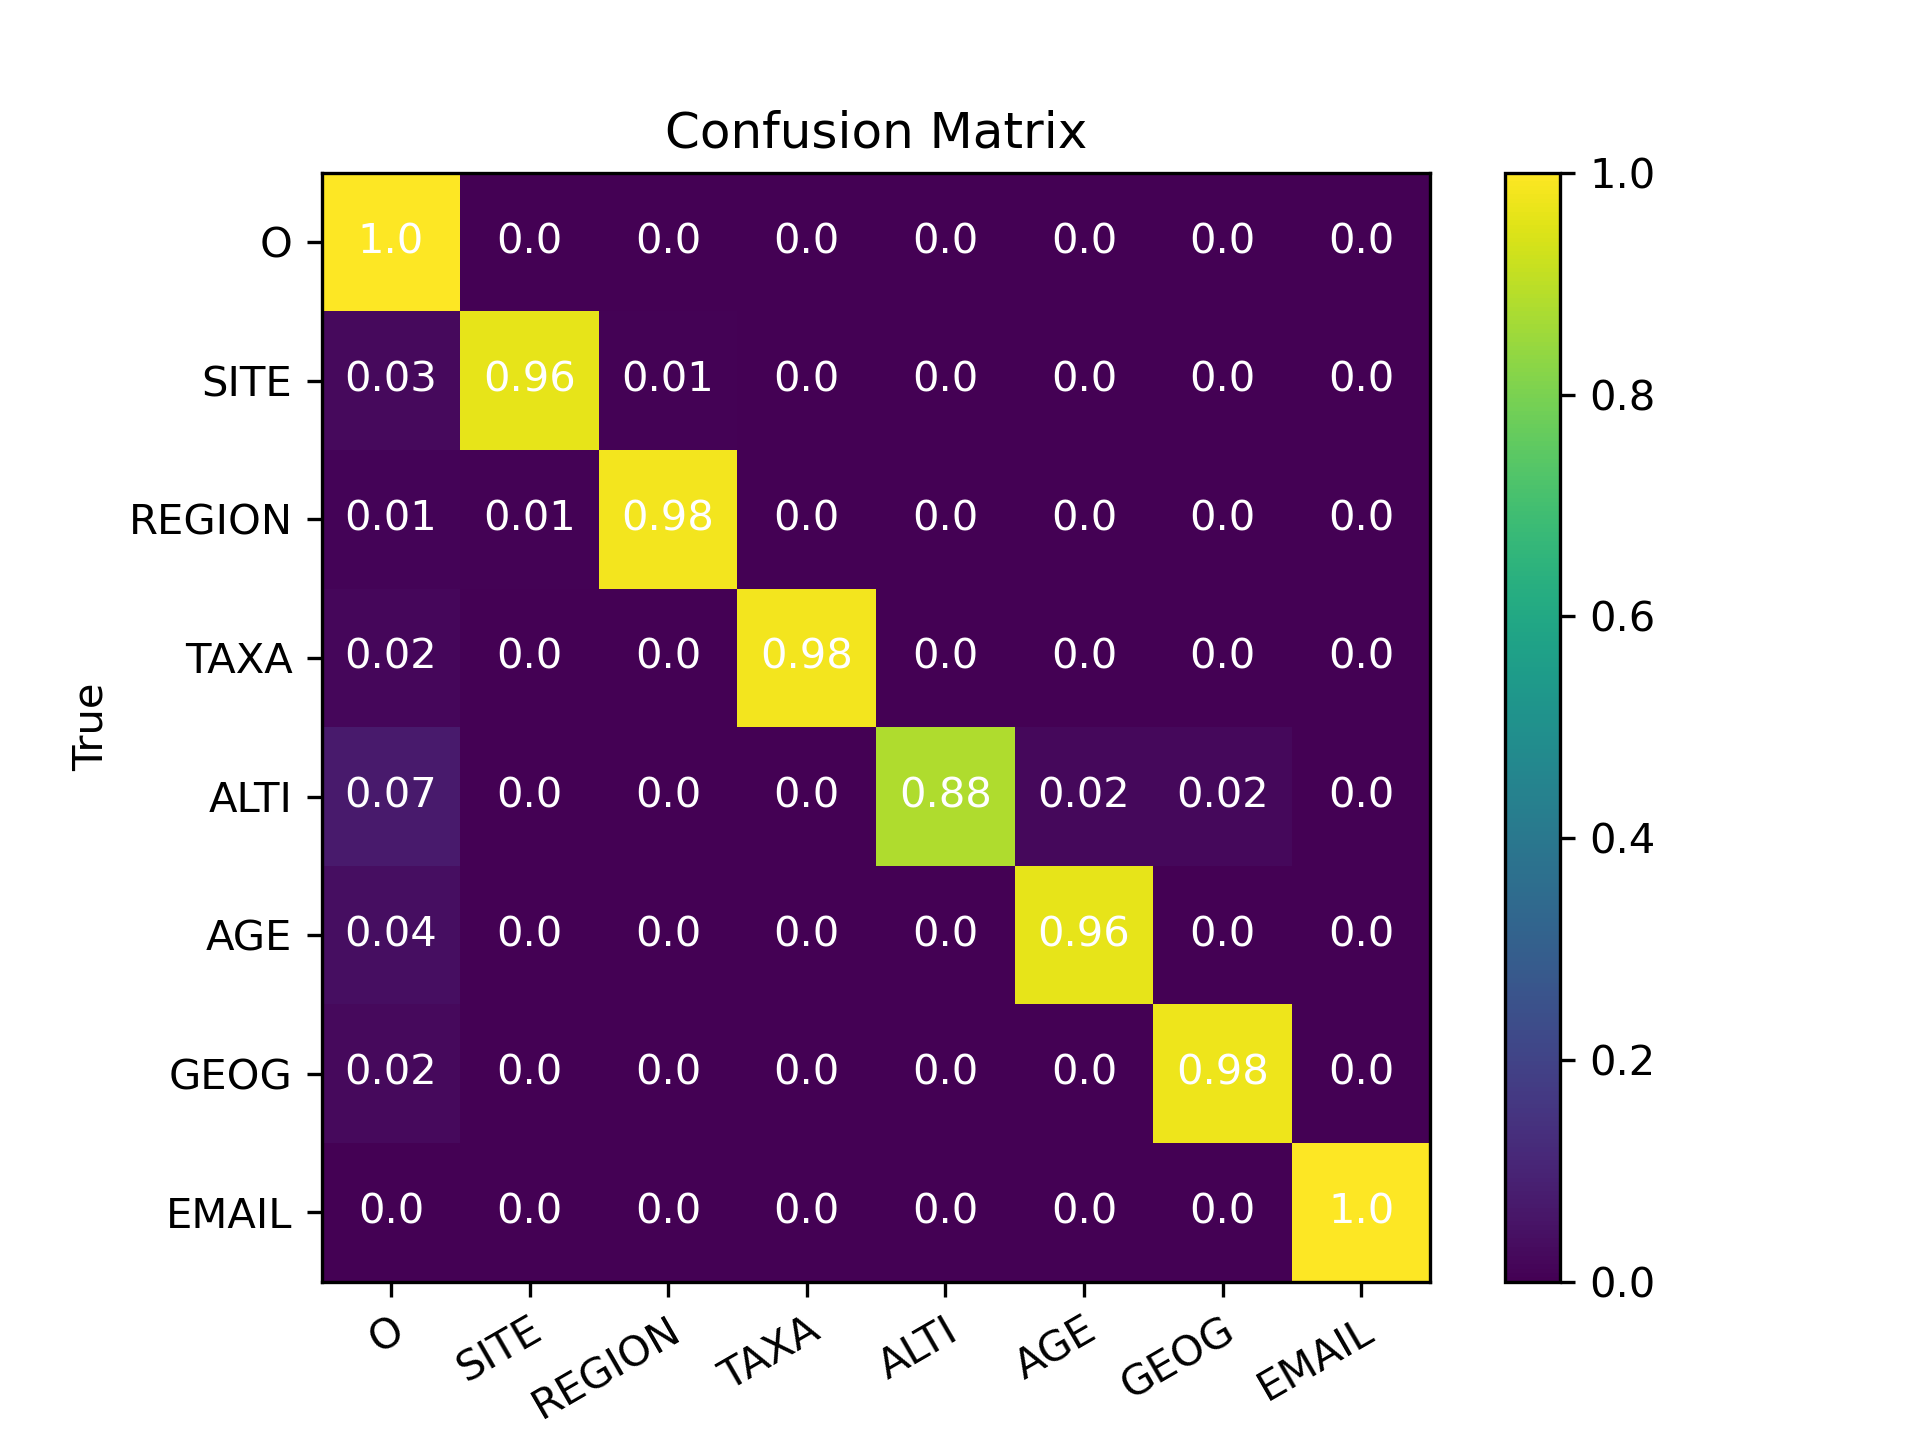 Confusion Matrix
O 1.0 0.0 0.0 0.0 0.0 0.0 0.0 0.0
SITE 0.03 0.96 0.01 0.0 0.0 0.0 0.0 0.0
REGION 0.01 0.01 0.98 0.0 0.0 0.0 0.0 0.0
TAXA 0.02 0.0 0.0 0.98 0.0 0.0 0.0 0.0
ALTI 0.07 0.0 0.0 0.0 0.88 0.02 0.02 0.0
AGE 0.04 0.0 0.0 0.0 0.0 0.96 0.0 0.0
GEOG 0.02 0.0 0.0 0.0 0.0 0.0 0.98 0.0
EMAIL 0.0 0.0 0.0 0.0 0.0 0.0 0.0 1.0
O SITE REGION TAXA ALTI AGE GEOG EMAIL
True
1.0
0.8
0.6
0.4
0.2
0.0